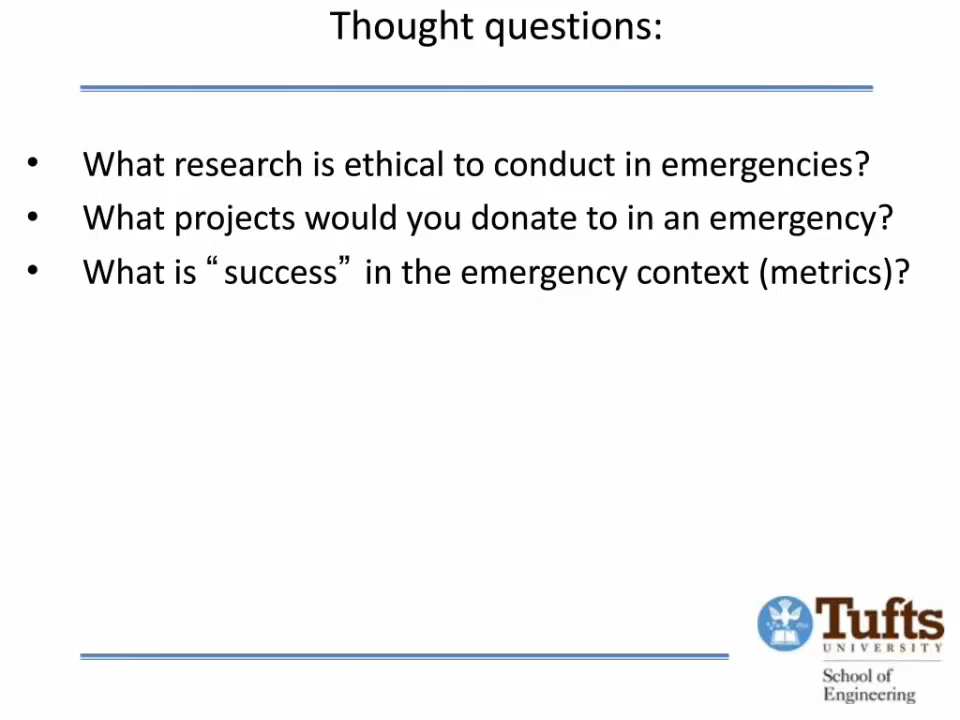 Thought questions:
• What research is ethical to conduct in emergencies?
• What projects would you donate to in an emergency?
• What is “success” in the emergency context (metrics)?
Tufts
UNIVERSITY
School of
Engineering